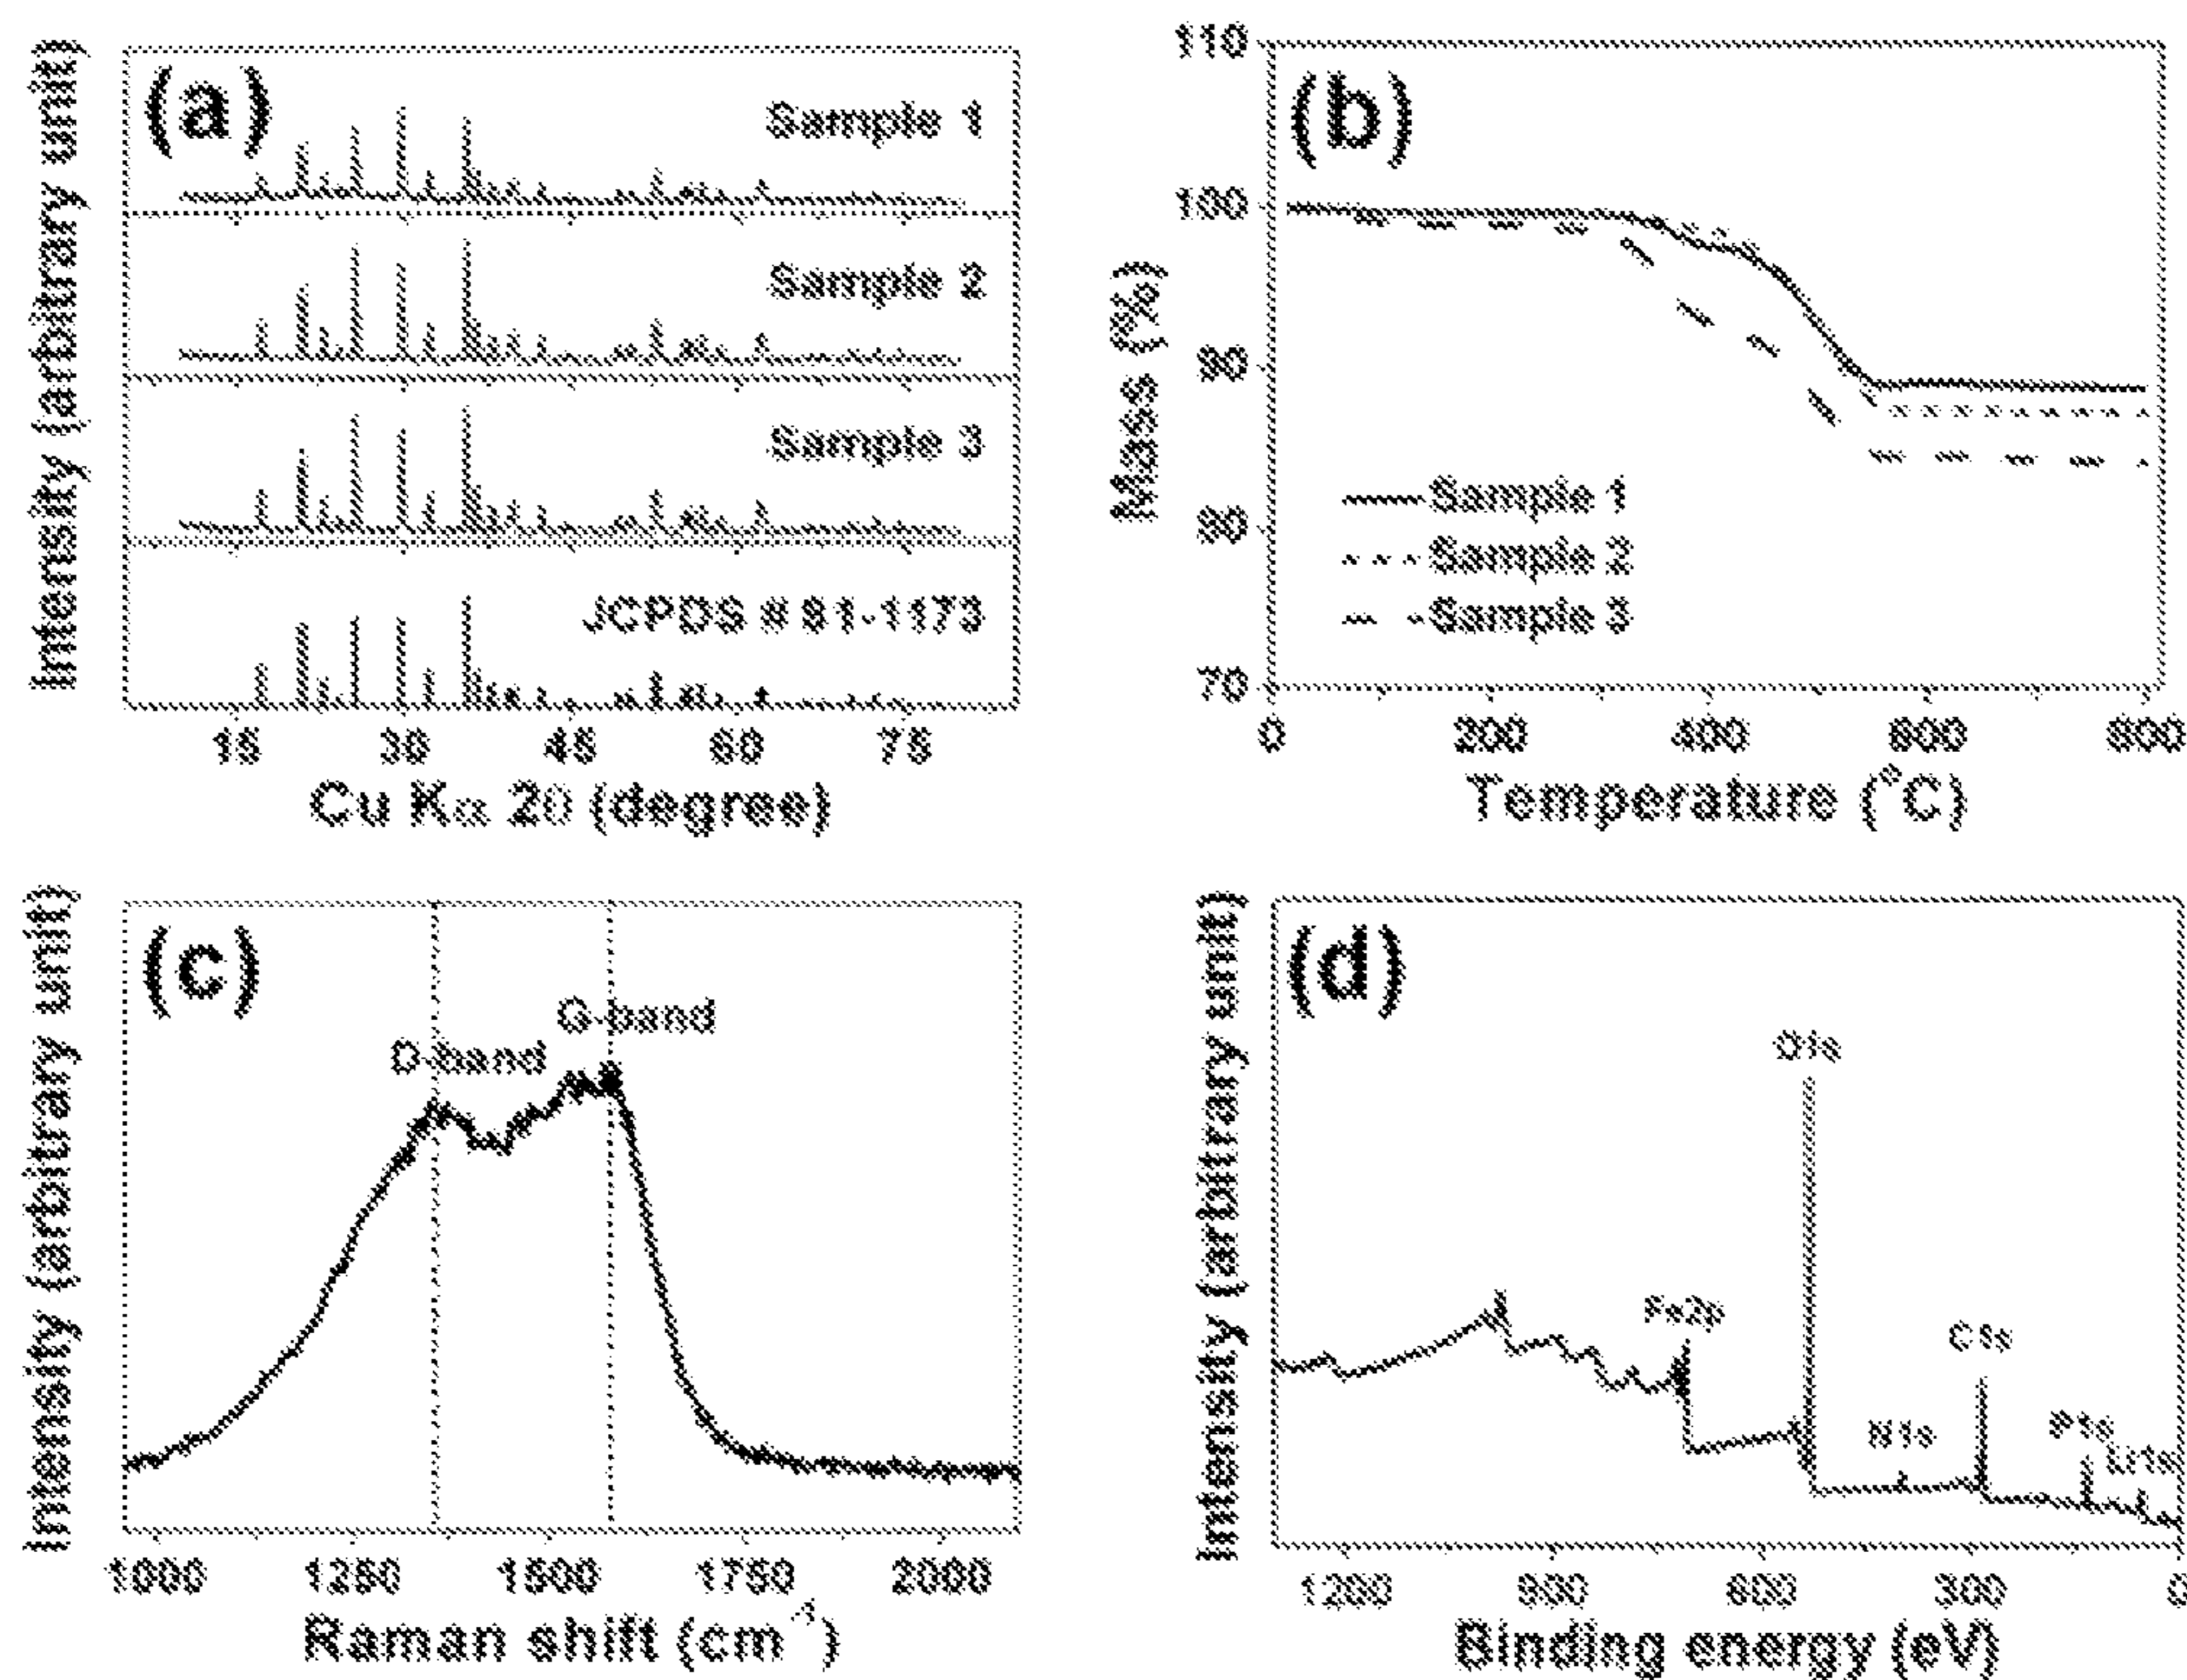 (a)
Intensity (arbitrary unit)
Sample 1
Sample 2
Sample 3
JCPDS # 81-1173
15 30 45 60 75
Cu Kα 2θ (degree)
(b)
Mass (%)
110
100
90
80
70
Sample 1
Sample 2
Sample 3
0 200 400 600 800
Temperature (°C)
(c)
Intensity (arbitrary unit)
G-band
D-band
1000 1250 1500 1750 2000
Raman shift (cm⁻¹)
(d)
Intensity (arbitrary unit)
O1s
Fe2p
C1s
N1s
P1s
Li1s
1200 900 600 300 0
Binding energy (eV)